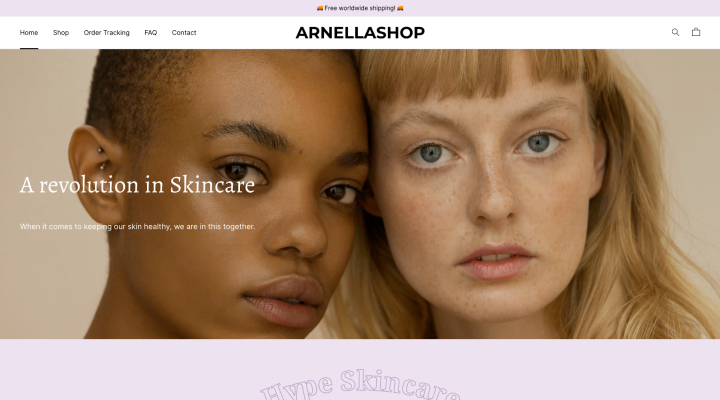 🚚 Free worldwide shipping! 🚚
Home Shop Order Tracking FAQ Contact
ARNELLASHOP
A revolution in Skincare
When it comes to keeping our skin healthy, we are in this together.
Hype Skincare